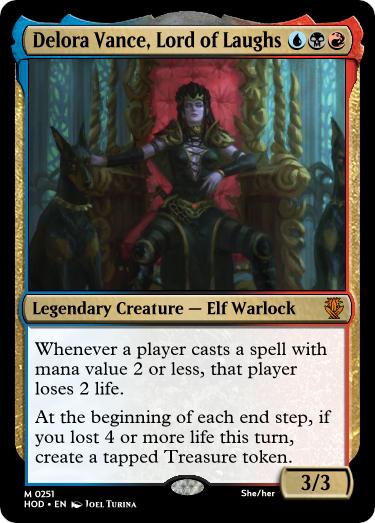 Delora Vance, Lord of Laughs
Legendary Creature — Elf Warlock
Whenever a player casts a spell with
mana value 2 or less, that player
loses 2 life.
At the beginning of each end step, if
you lost 4 or more life this turn,
create a tapped Treasure token.
3/3
M 0251
HOD • EN Joel Turina
She/her